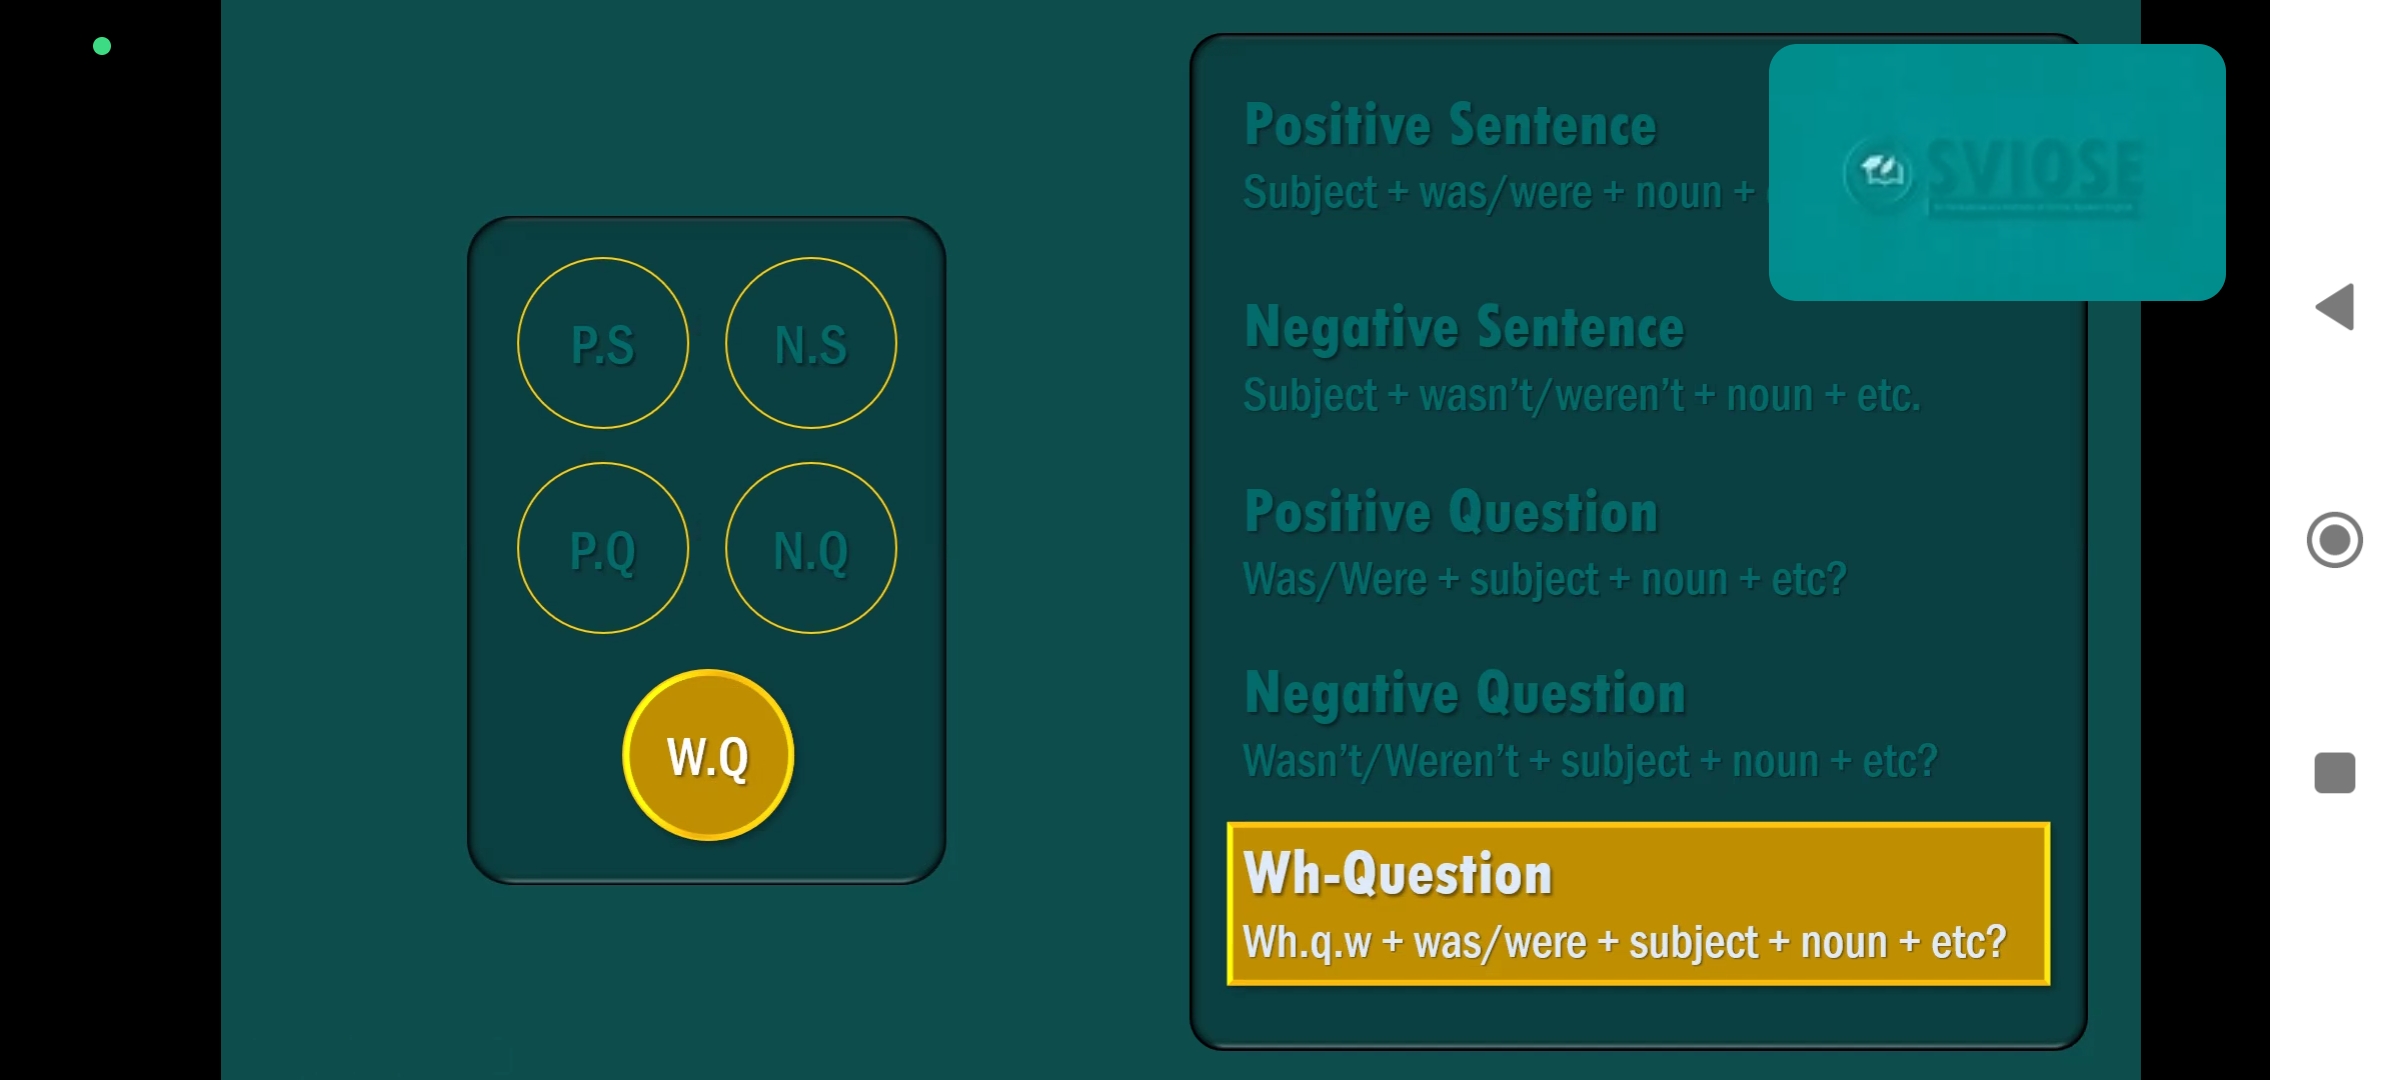 P.S
N.S
P.Q
N.Q
W.Q
Positive Sentence
Subject + was/were + noun +
SVIOSE
Negative Sentence
Subject + wasn’t/weren’t + noun + etc.
Positive Question
Was/Were + subject + noun + etc?
Negative Question
Wasn’t/Weren’t + subject + noun + etc?
Wh-Question
Wh.q.w + was/were + subject + noun + etc?